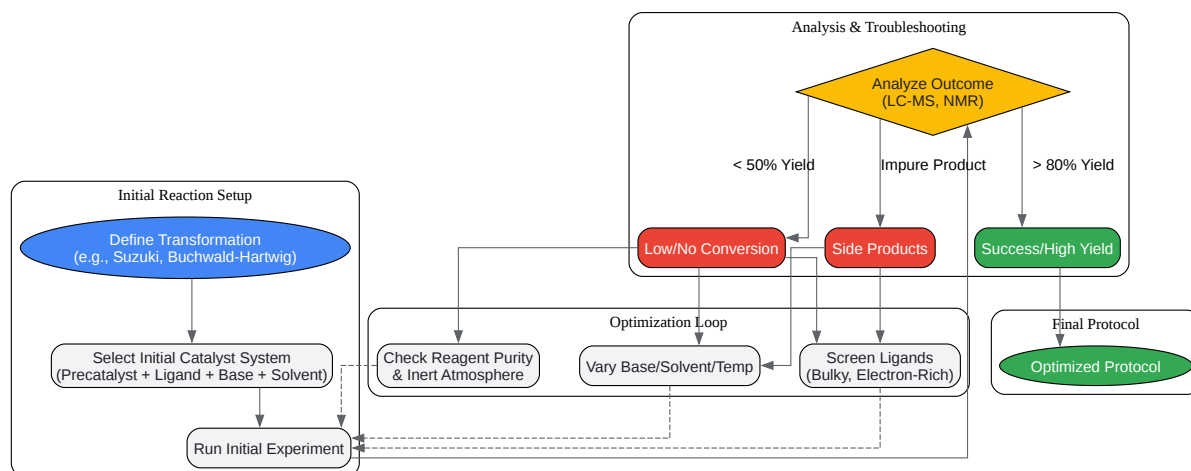 Analysis & Troubleshooting
Analyze Outcome
(LC-MS, NMR)
< 50% Yield
Impure Product
> 80% Yield
Initial Reaction Setup
Define Transformation
(e.g., Suzuki, Buchwald-Hartwig)
Low/No Conversion
Side Products
Success/High Yield
Optimization Loop
Final Protocol
Select Initial Catalyst System
(Precatalyst + Ligand + Base + Solvent)
Check Reagent Purity
& Inert Atmosphere
Vary Base/Solvent/Temp
Screen Ligands
(Bulky, Electron-Rich)
Optimized Protocol
Run Initial Experiment